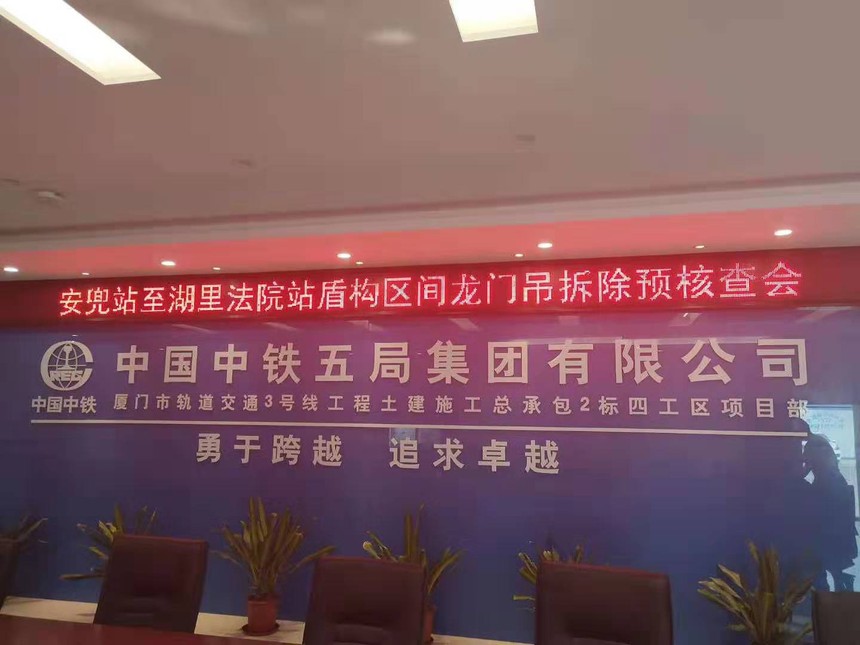 安兜站至湖里法院站盾构区间龙门吊拆除预核查会
中国中铁五局集团有限公司
中国中铁
厦门市轨道交通3号线工程土建施工总承包2标四工区项目部
勇于跨越 追求卓越